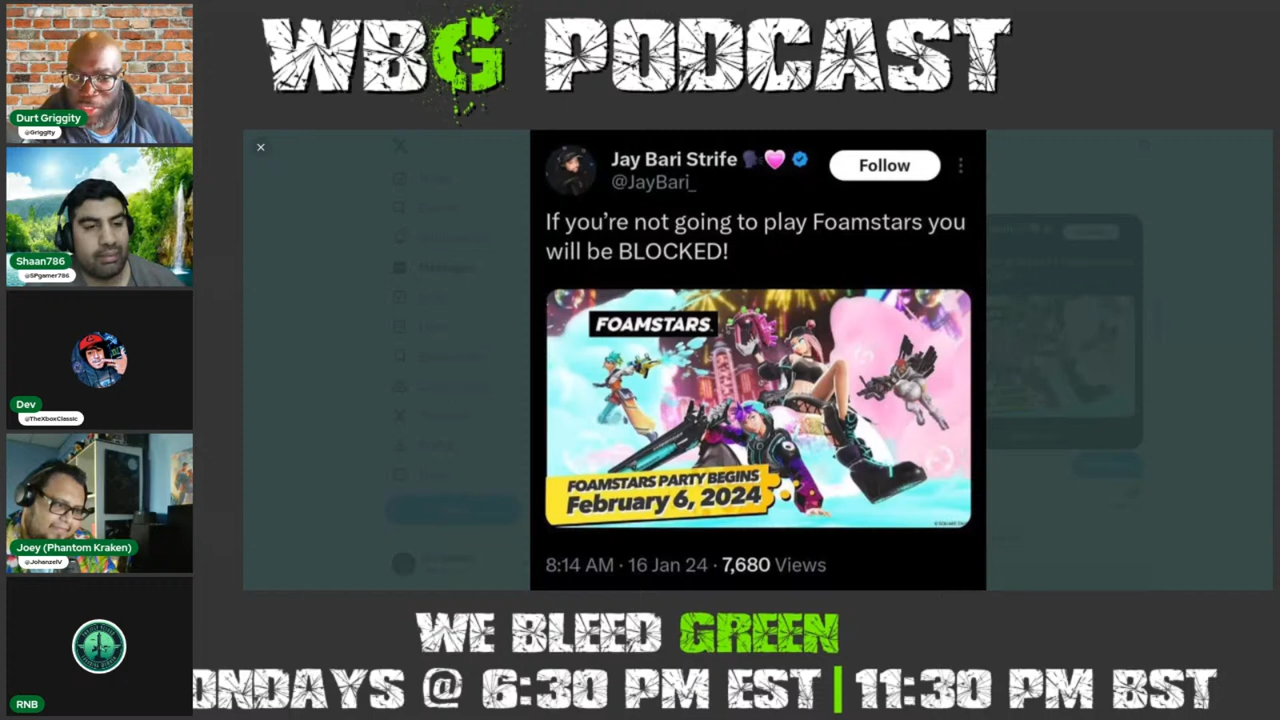 WBG PODCAST
Durt Griggity
@Griggity
Shaan786
@SPgamer786
Dev
@TheXboxClassic
Joey (Phantom Kraken)
@JohanzelV
RNB
Jay Bari Strife
@JayBari_
Follow
If you’re not going to play Foamstars you
will be BLOCKED!
FOAMSTARS
FOAMSTARS PARTY BEGINS
February 6, 2024
8:14 AM · 16 Jan 24 · 7,680 Views
WE BLEED GREEN
ONDAYS @ 6:30 PM EST | 11:30 PM BST